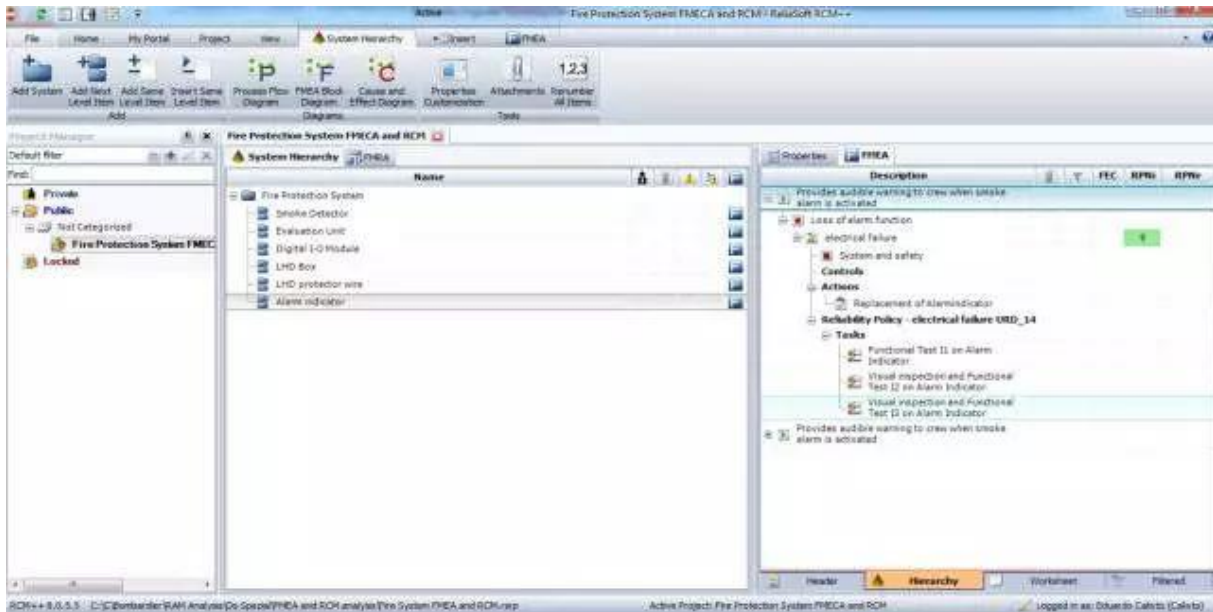 Active
Fire Protection System FMECA and RCM - ReliaSoft RCM++
File Home My Portal Project View System Hierarchy Insert FMEA
Add System Add Next Level Item Add Same Level Item Insert Same Level Item Process Flow Diagram FMEA Block Diagram Cause and Effect Diagram Properties Customization Attachments Renumber All Items
1,2,3
Add Diagrams Tools
Project Manager
Fire Protection System FMECA and RCM
Default filter
Find:
Private
Public
Not Categorized
Fire Protection System FMEC
Locked
System Hierarchy FMEA
Name
Fire Protection System
Smoke Detector
Evaluation Unit
Digital I-O Module
LHD Box
LHD protector wire
Alarm indicator
Properties FMEA
Description FEC RPNi RPNr
Provides audible warning to crew when smoke
alarm is activated
Loss of alarm function
electrical failure
System and safety
Controls
Actions
Replacement of Alarmindicator
Reliability Policy - electrical failure URD_14
Tasks
Functional Test I1 on Alarm
Indicator
Visual inspection and Functional
Test I2 on Alarm Indicator
Visual inspection and Functional
Test I3 on Alarm Indicator
Provides audible warning to crew when smoke
alarm is activated
Header Hierarchy Worksheet Filtered
Active Project: Fire Protection System FMECA and RCM
Logged in as: Eduardo Calixto (Calixto)